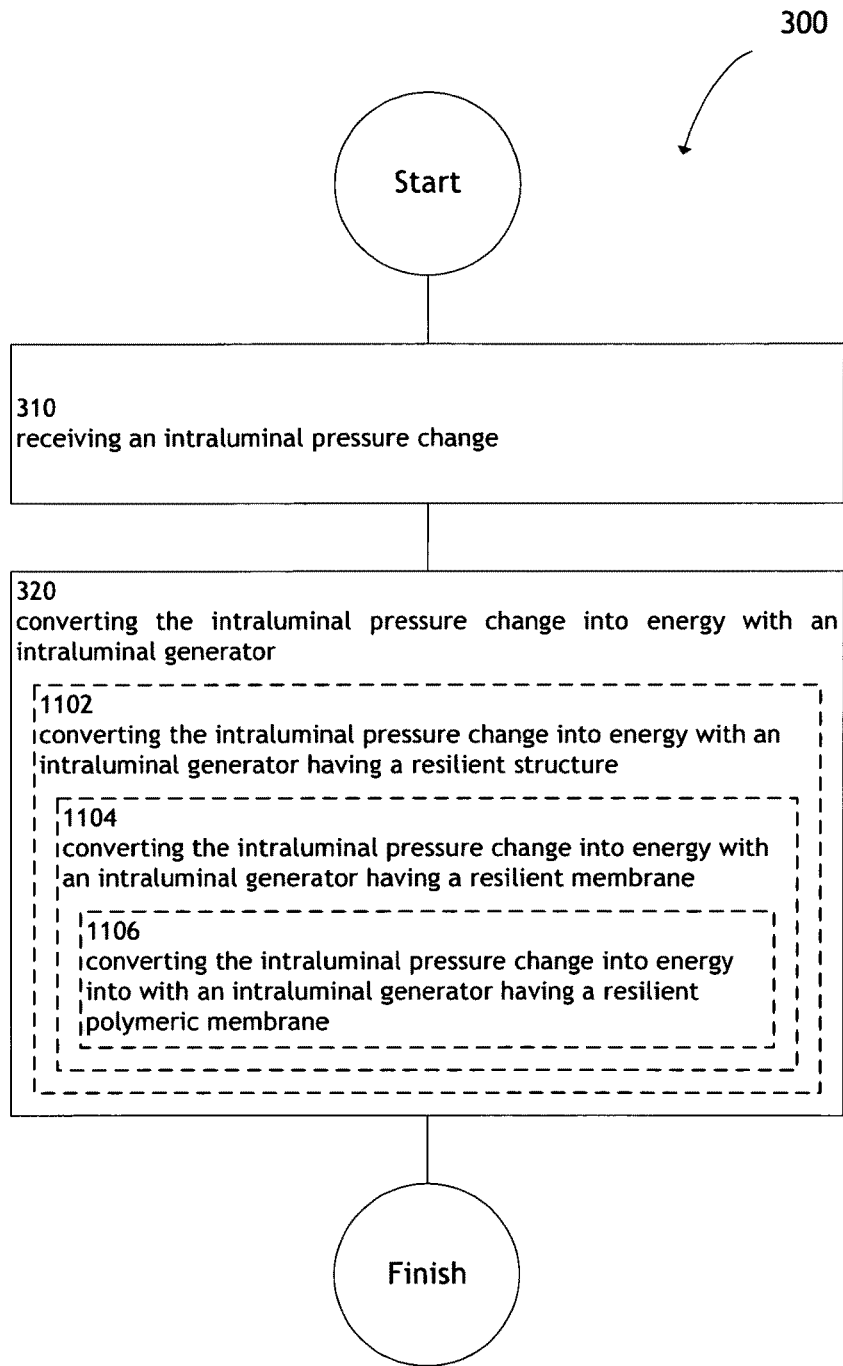 300
Start
310
receiving an intraluminal pressure change
320
converting the intraluminal pressure change into energy with an
intraluminal generator
1102
converting the intraluminal pressure change into energy with an
intraluminal generator having a resilient structure
1104
converting the intraluminal pressure change into energy with
an intraluminal generator having a resilient membrane
1106
converting the intraluminal pressure change into energy
into with an intraluminal generator having a resilient
polymeric membrane
Finish